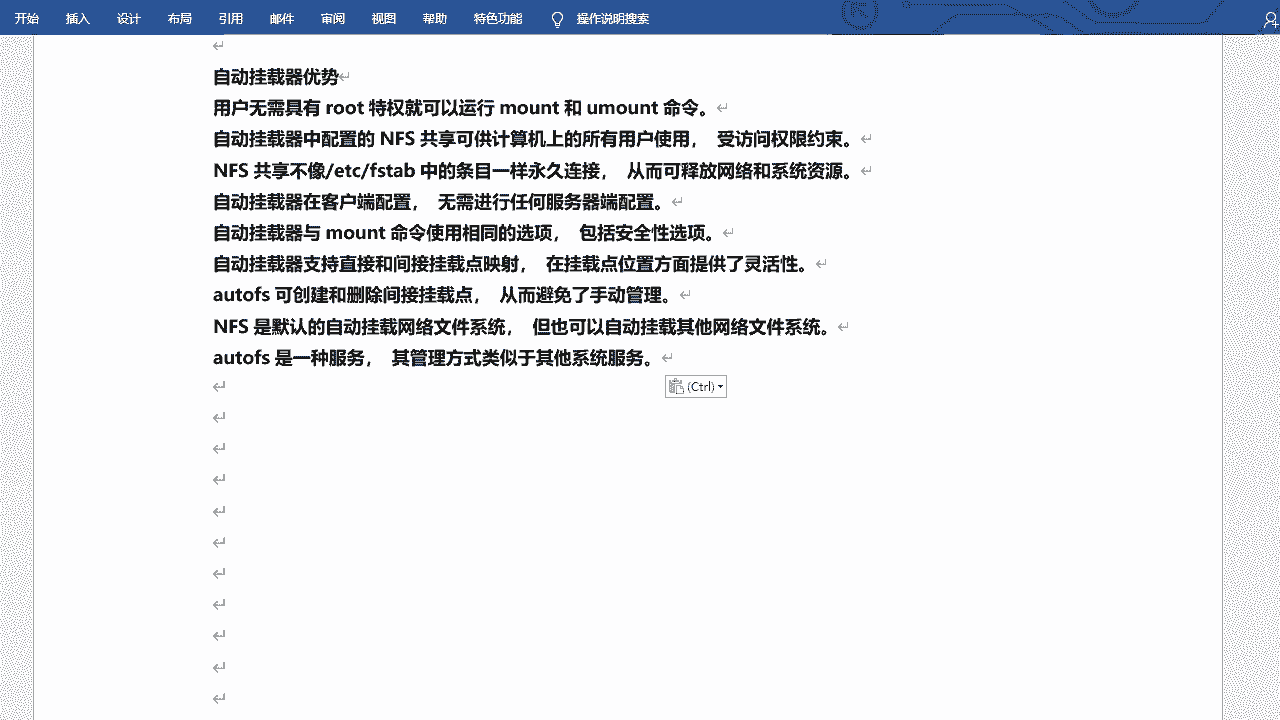 开始 插入 设计 布局 引用 邮件 审阅 视图 帮助 特色功能 操作说明搜索
自动挂载器优势
用户无需具有 root 特权就可以运行 mount 和 umount 命令。
自动挂载器中配置的 NFS 共享可供计算机上的所有用户使用， 受访问权限约束。
NFS 共享不像/etc/fstab 中的条目一样永久连接， 从而可释放网络和系统资源。
自动挂载器在客户端配置， 无需进行任何服务器端配置。
自动挂载器与 mount 命令使用相同的选项， 包括安全性选项。
自动挂载器支持直接和间接挂载点映射， 在挂载点位置方面提供了灵活性。
autofs 可创建和删除间接挂载点， 从而避免了手动管理。
NFS 是默认的自动挂载网络文件系统， 但也可以自动挂载其他网络文件系统。
autofs 是一种服务， 其管理方式类似于其他系统服务。
(Ctrl)